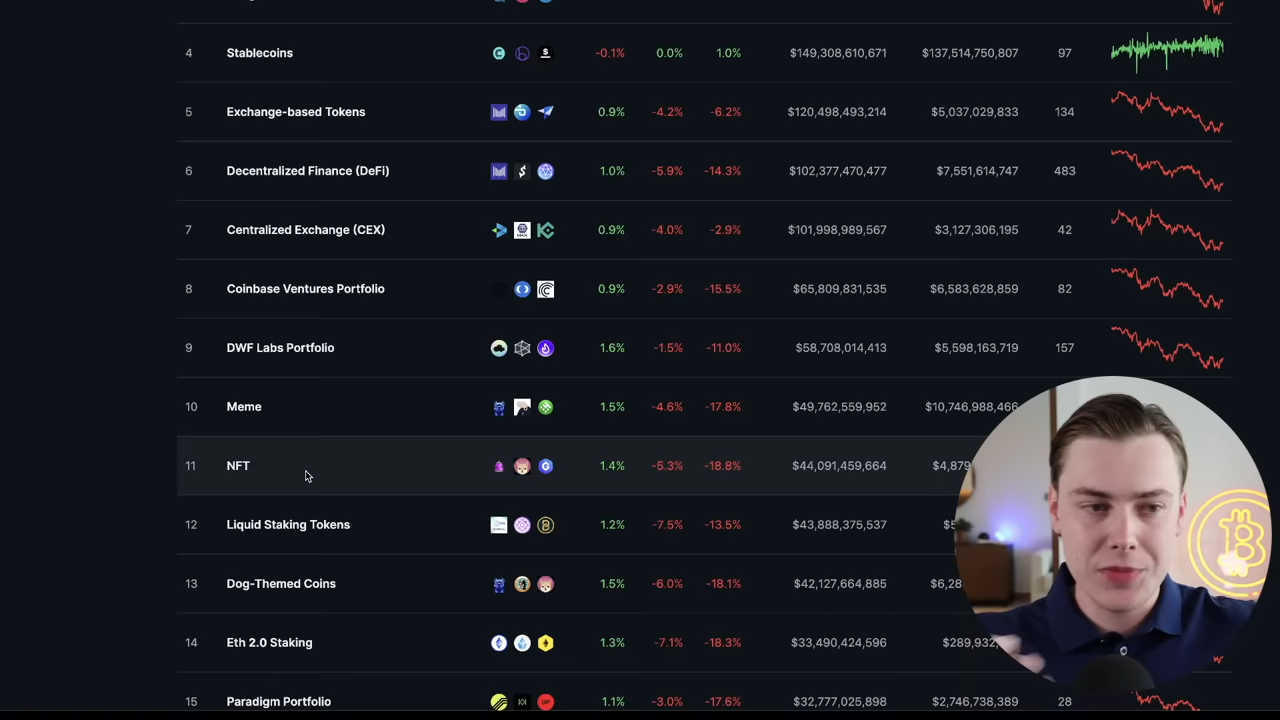 4 Stablecoins -0.1% 0.0% 1.0% $149,308,610,671 $137,514,750,807 97
5 Exchange-based Tokens 0.9% -4.2% -6.2% $120,498,493,214 $5,037,029,833 134
6 Decentralized Finance (DeFi) 1.0% -5.9% -14.3% $102,377,470,477 $7,551,614,747 483
7 Centralized Exchange (CEX) 0.9% -4.0% -2.9% $101,998,989,567 $3,127,306,195 42
8 Coinbase Ventures Portfolio 0.9% -2.9% -15.5% $65,809,831,535 $6,583,628,859 82
9 DWF Labs Portfolio 1.6% -1.5% -11.0% $58,708,014,413 $5,598,163,719 157
10 Meme 1.5% -4.6% -17.8% $49,762,559,952 $10,746,988,466
11 NFT 1.4% -5.3% -18.8% $44,091,459,664 $4,879
12 Liquid Staking Tokens 1.2% -7.5% -13.5% $43,888,375,537
13 Dog-Themed Coins 1.5% -6.0% -18.1% $42,127,664,885 $6,28
14 Eth 2.0 Staking 1.3% -7.1% -18.3% $33,490,424,596 $289,932,
15 Paradigm Portfolio 1.1% -3.0% -17.6% $32,777,025,898 $2,746,738,389 28